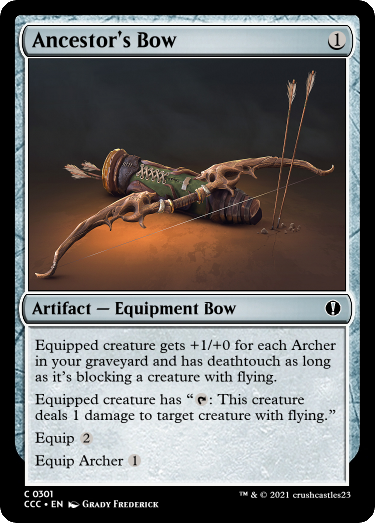 Ancestor's Bow 1
Artifact — Equipment Bow
Equipped creature gets +1/+0 for each Archer
in your graveyard and has deathtouch as long
as it's blocking a creature with flying.
Equipped creature has “ : This creature
deals 1 damage to target creature with flying.”
Equip 2
Equip Archer 1
C 0301
CCC • EN Grady Frederick
™ & © 2021 crushcastles23